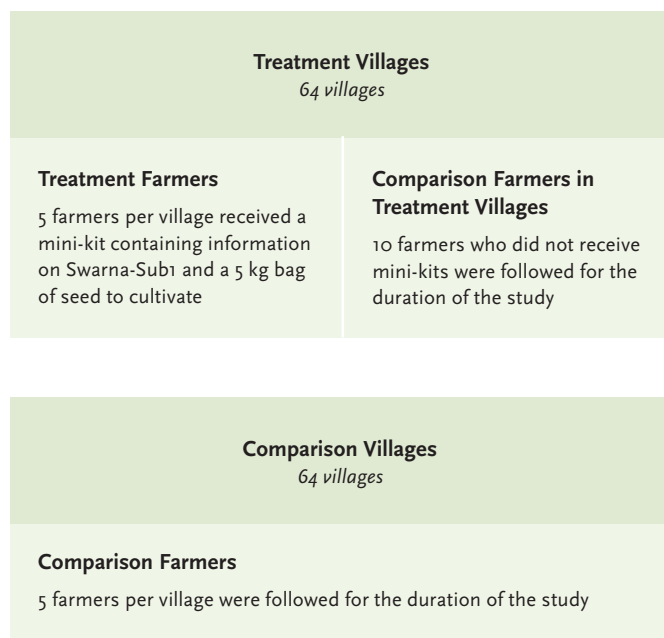 Treatment Villages
64 villages
Treatment Farmers
5 farmers per village received a
mini-kit containing information
on Swarna-Sub1 and a 5 kg bag
of seed to cultivate
Comparison Farmers in
Treatment Villages
10 farmers who did not receive
mini-kits were followed for the
duration of the study
Comparison Villages
64 villages
Comparison Farmers
5 farmers per village were followed for the duration of the study